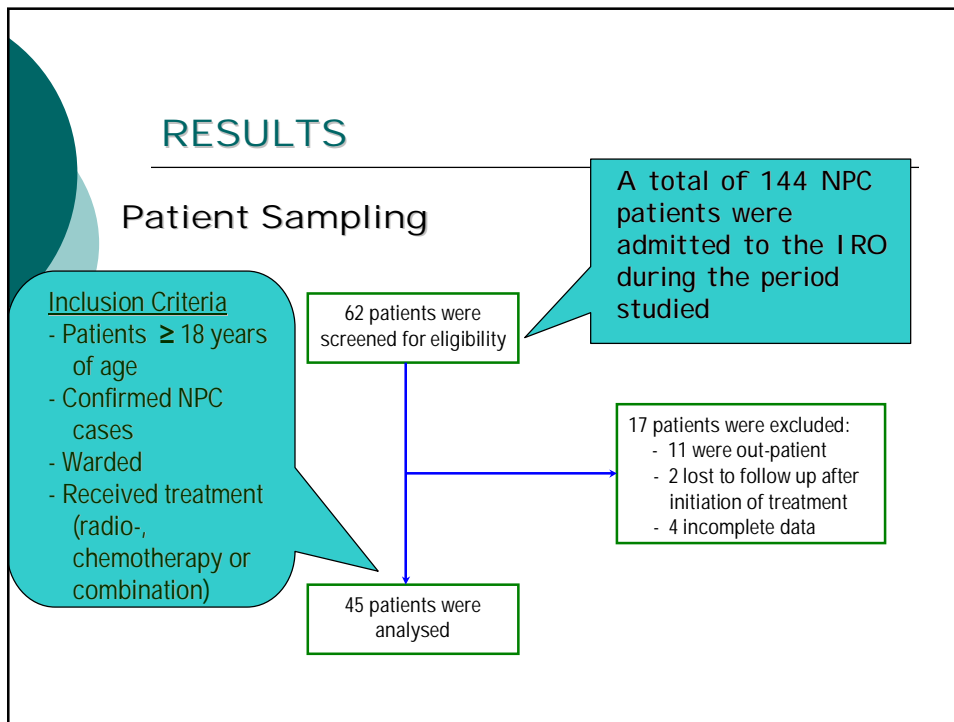 RESULTS
Patient Sampling
A total of 144 NPC
patients were
admitted to the IRO
during the period
studied
Inclusion Criteria
- Patients ≥ 18 years
of age
- Confirmed NPC
cases
- Warded
- Received treatment
(radio-,
chemotherapy or
combination)
62 patients were
screened for eligibility
17 patients were excluded:
- 11 were out-patient
- 2 lost to follow up after
initiation of treatment
- 4 incomplete data
45 patients were
analysed